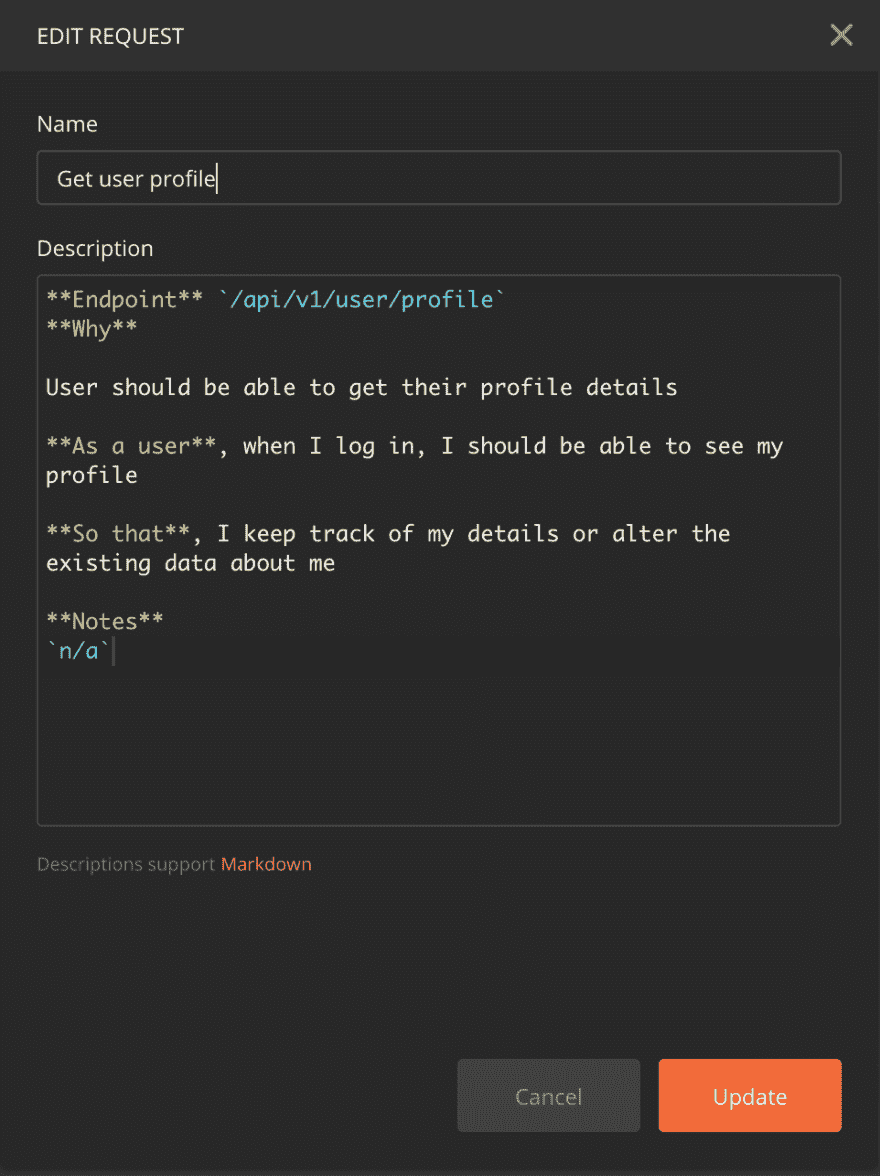 EDIT REQUEST
Name
Get user profile
Description
**Endpoint** `/api/v1/user/profile`
**Why**
User should be able to get their profile details
**As a user**, when I log in, I should be able to see my
profile
**So that**, I keep track of my details or alter the
existing data about me
**Notes**
`n/a`
Descriptions support Markdown
Cancel
Update